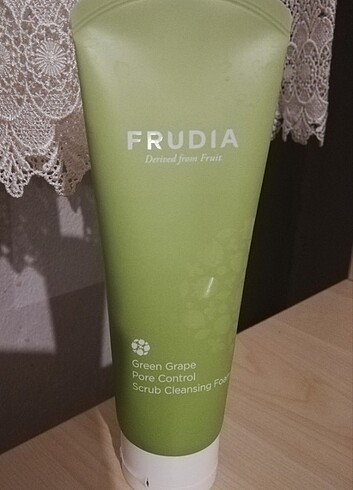 FRUDIA
Derived from Fruit
Green Grape
Pore Control
Scrub Cleansing Foam